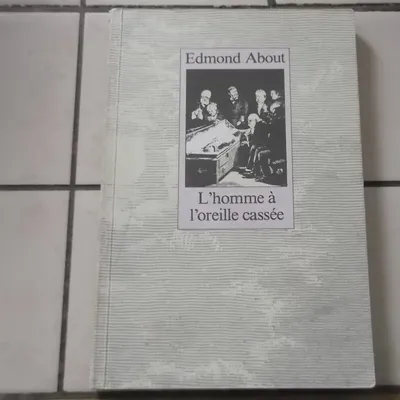 Edmond About
L'homme à
l'oreille cassée